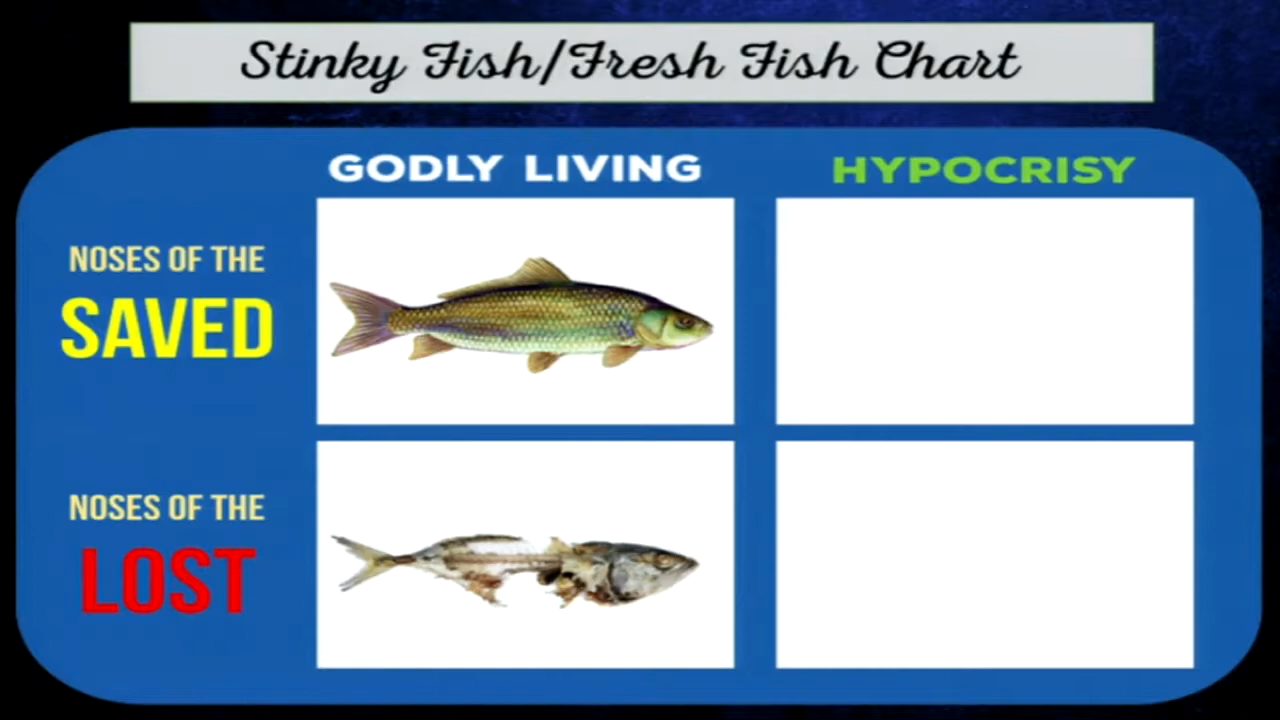 Stinky Fish/Fresh Fish Chart
GODLY LIVING
HYPOCRISY
NOSES OF THE
SAVED
NOSES OF THE
LOST